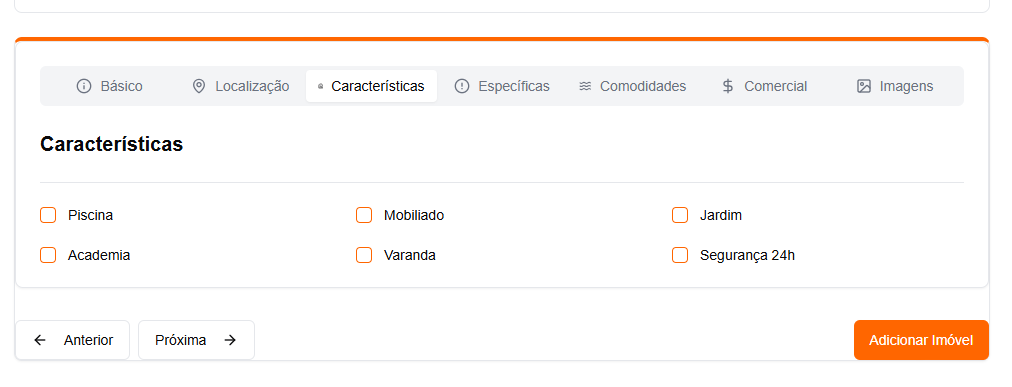 Básico Localização Características Específicas Comodidades Comercial Imagens
Características
Piscina Mobiliado Jardim
Academia Varanda Segurança 24h
Anterior Próxima Adicionar Imóvel